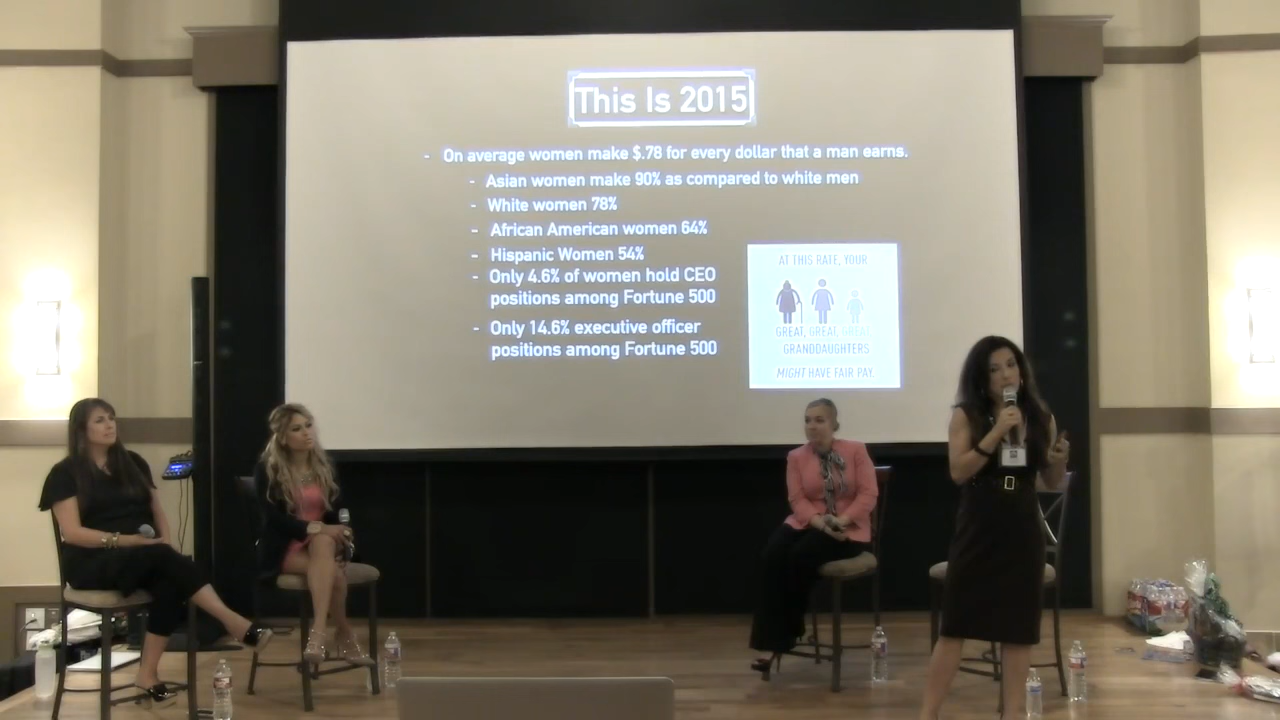 This Is 2015
- On average women make $.78 for every dollar that a man earns.
- Asian women make 90% as compared to white men
- White women 78%
- African American women 64%
- Hispanic Women 54%
- Only 4.6% of women hold CEO
positions among Fortune 500
- Only 14.6% executive officer
positions among Fortune 500
AT THIS RATE, YOUR
GREAT, GREAT, GREAT
GRANDDAUGHTERS
MIGHT HAVE FAIR PAY.